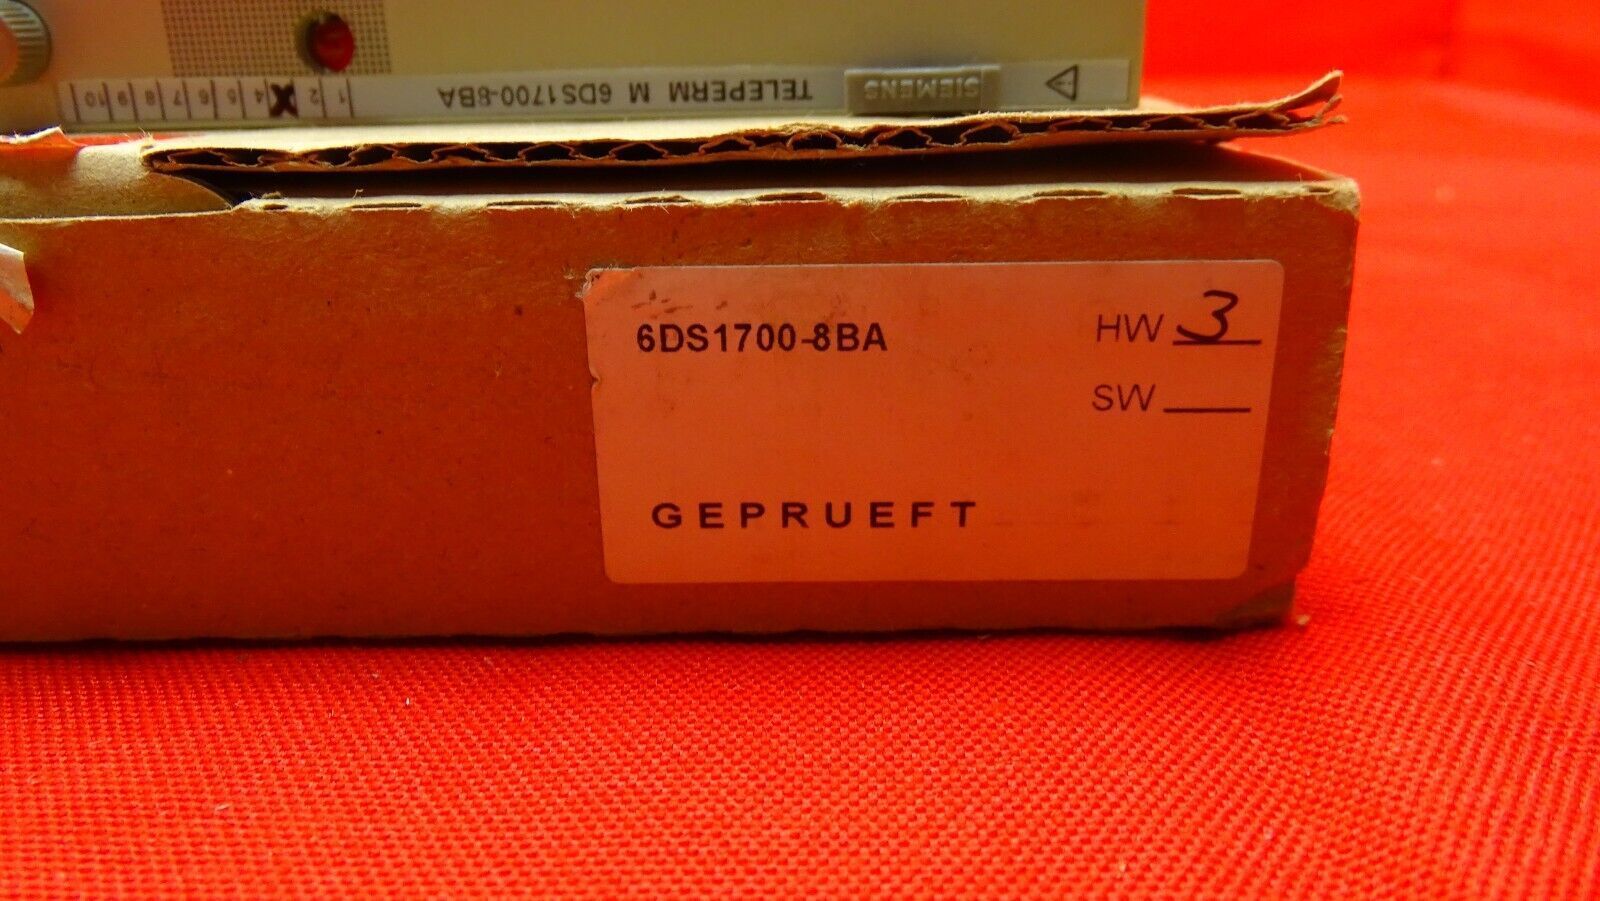 SIEMENS TELEPERM M 6DS1700-8BA 1 2 X 4 5 6 7 8 9 10
6DS1700-8BA HW 3
SW
GEPRUEFT